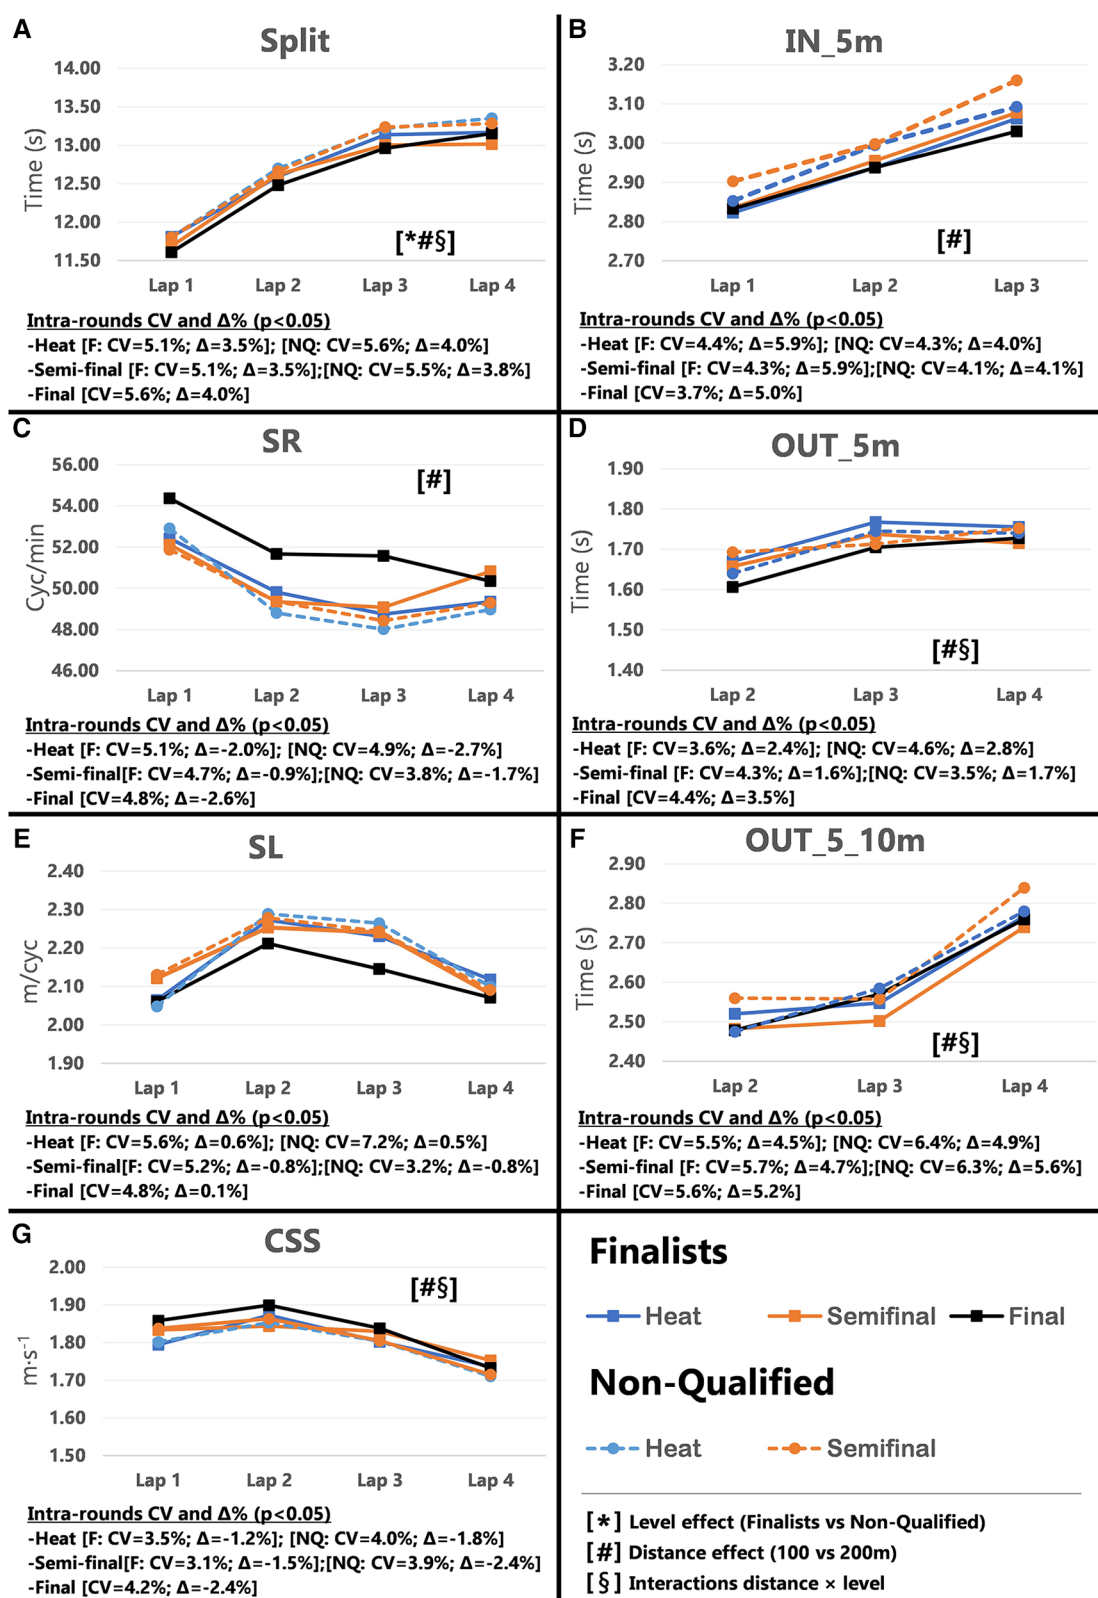 A
Split
Time (s)
14.00
13.50
13.00
12.50
12.00
11.50
[*#§]
Lap 1 Lap 2 Lap 3 Lap 4
Intra-rounds CV and Δ% (p<0.05)
-Heat [F: CV=5.1%; Δ=3.5%]; [NQ: CV=5.6%; Δ=4.0%]
-Semi-final [F: CV=5.1%; Δ=3.5%];[NQ: CV=5.5%; Δ=3.8%]
-Final [CV=5.6%; Δ=4.0%]
B
IN_5m
Time (s)
3.20
3.10
3.00
2.90
2.80
2.70
[#]
Lap 1 Lap 2 Lap 3
Intra-rounds CV and Δ% (p<0.05)
-Heat [F: CV=4.4%; Δ=5.9%]; [NQ: CV=4.3%; Δ=4.0%]
-Semi-final [F: CV=4.3%; Δ=5.9%];[NQ: CV=4.1%; Δ=4.1%]
-Final [CV=3.7%; Δ=5.0%]
C
SR
Cyc/min
56.00
54.00
52.00
50.00
48.00
46.00
[#]
Lap 1 Lap 2 Lap 3 Lap 4
Intra-rounds CV and Δ% (p<0.05)
-Heat [F: CV=5.1%; Δ=-2.0%]; [NQ: CV=4.9%; Δ=-2.7%]
-Semi-final[F: CV=4.7%; Δ=-0.9%];[NQ: CV=3.8%; Δ=-1.7%]
-Final [CV=4.8%; Δ=-2.6%]
D
OUT_5m
Time (s)
1.90
1.80
1.70
1.60
1.50
1.40
[#§]
Lap 2 Lap 3 Lap 4
Intra-rounds CV and Δ% (p<0.05)
-Heat [F: CV=3.6%; Δ=2.4%]; [NQ: CV=4.6%; Δ=2.8%]
-Semi-final [F: CV=4.3%; Δ=1.6%];[NQ: CV=3.5%; Δ=1.7%]
-Final [CV=4.4%; Δ=3.5%]
E
SL
m/cyc
2.40
2.30
2.20
2.10
2.00
1.90
Lap 1 Lap 2 Lap 3 Lap 4
Intra-rounds CV and Δ% (p<0.05)
-Heat [F: CV=5.6%; Δ=0.6%]; [NQ: CV=7.2%; Δ=0.5%]
-Semi-final[F: CV=5.2%; Δ=-0.8%];[NQ: CV=3.2%; Δ=-0.8%]
-Final [CV=4.8%; Δ=0.1%]
F
OUT_5_10m
Time (s)
2.90
2.80
2.70
2.60
2.50
2.40
[#§]
Lap 2 Lap 3 Lap 4
Intra-rounds CV and Δ% (p<0.05)
-Heat [F: CV=5.5%; Δ=4.5%]; [NQ: CV=6.4%; Δ=4.9%]
-Semi-final [F: CV=5.7%; Δ=4.7%];[NQ: CV=6.3%; Δ=5.6%]
-Final [CV=5.6%; Δ=5.2%]
G
CSS
m·s⁻¹
2.00
1.90
1.80
1.70
1.60
1.50
[#§]
Lap 1 Lap 2 Lap 3 Lap 4
Intra-rounds CV and Δ% (p<0.05)
-Heat [F: CV=3.5%; Δ=-1.2%]; [NQ: CV=4.0%; Δ=-1.8%]
-Semi-final[F: CV=3.1%; Δ=-1.5%];[NQ: CV=3.9%; Δ=-2.4%]
-Final [CV=4.2%; Δ=-2.4%]
Finalists
Heat Semifinal Final
Non-Qualified
Heat Semifinal
[*] Level effect (Finalists vs Non-Qualified)
[#] Distance effect (100 vs 200m)
[§] Interactions distance × level